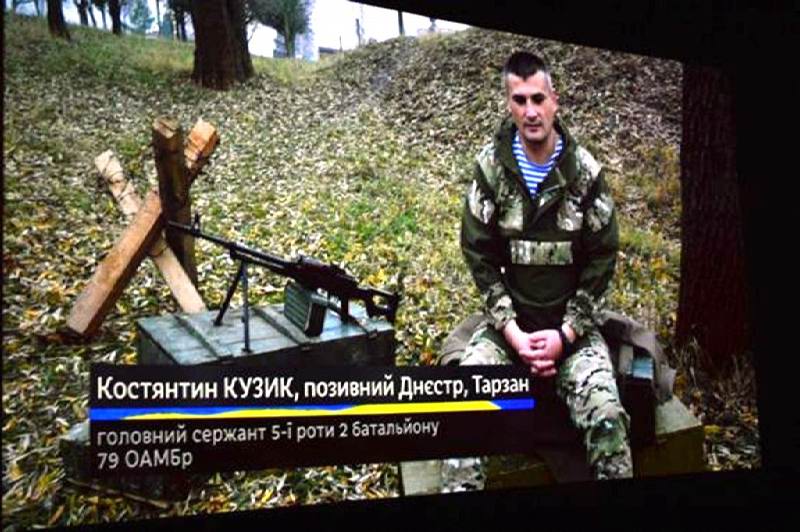 Костянтин КУЗИК, позивний Днєстр, Тарзан
головний сержант 5-ї роти 2 батальйону
79 ОАМБр